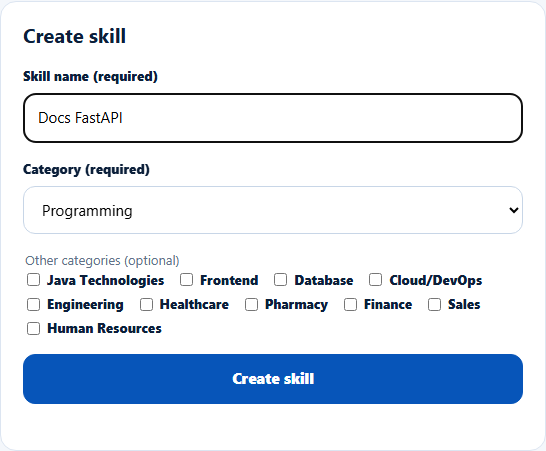 Create skill
Skill name (required)
Docs FastAPI
Category (required)
Programming
Other categories (optional)
Java Technologies Frontend Database Cloud/DevOps
Engineering Healthcare Pharmacy Finance Sales
Human Resources
Create skill